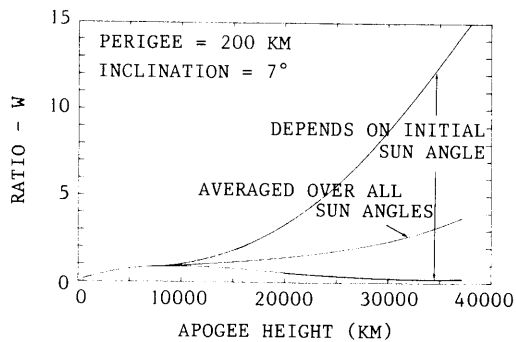 15
PERIGEE = 200 KM
INCLINATION = 7°
10
DEPENDS ON INITIAL
SUN ANGLE
RATIO - W
5
AVERAGED OVER ALL
SUN ANGLES
0
0 10000 20000 30000 40000
APOGEE HEIGHT (KM)